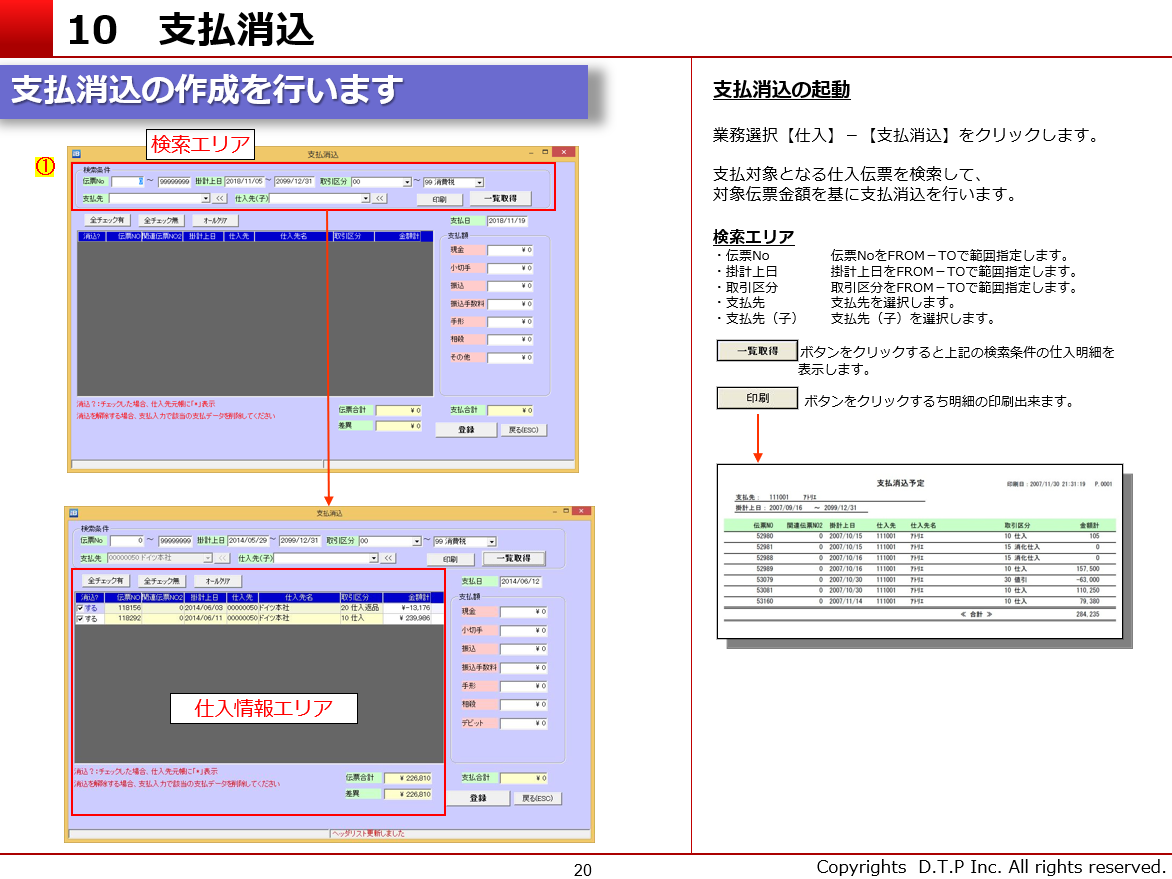 10　支払消込
支払消込の作成を行います
①
検索エリア
支払消込
検索条件
伝票No ～ 99999999 掛計上日 2018/11/05 ～ 2099/12/31 取引区分 00 ～ 99 消費税
支払先 << 仕入先(子) << 印刷 一覧取得
全チェック有 全チェック無 オールクリア 支払日 2018/11/19
消込? 伝票NO 関連伝票NO2 掛計上日 仕入先 仕入先名 取引区分 金額計
支払額
現金 ¥ 0
小切手 ¥ 0
振込 ¥ 0
振込手数料 ¥ 0
手形 ¥ 0
相殺 ¥ 0
その他 ¥ 0
消込?：チェックした場合、仕入先元帳に「*」表示
消込を解除する場合、支払入力で該当の支払データを削除してください
伝票合計 ¥ 0 支払合計 ¥ 0
差異 ¥ 0 登録 戻る(ESC)
支払消込
検索条件
伝票No 0 ～ 99999999 掛計上日 2014/05/29 ～ 2099/12/31 取引区分 00 ～ 99 消費税
支払先 00000050 ドイツ本社 << 仕入先(子) << 印刷 一覧取得
全チェック有 全チェック無 オールクリア 支払日 2014/06/12
消込? 伝票NO 関連伝票NO2 掛計上日 仕入先 仕入先名 取引区分 金額計
する 118156 0 2014/06/03 00000050 ドイツ本社 20 仕入返品 ¥-13,176
する 118292 0 2014/06/11 00000050 ドイツ本社 10 仕入 ¥ 239,986
支払額
現金 ¥ 0
小切手 ¥ 0
振込 ¥ 0
振込手数料 ¥ 0
手形 ¥ 0
相殺 ¥ 0
デビット ¥ 0
仕入情報エリア
消込?：チェックした場合、仕入先元帳に「*」表示
消込を解除する場合、支払入力で該当の支払データを削除してください
伝票合計 ¥ 226,810 支払合計 ¥ 0
差異 ¥ 226,810 登録 戻る(ESC)
ヘッダリスト更新しました
支払消込の起動
業務選択【仕入】－【支払消込】をクリックします。
支払対象となる仕入伝票を検索して、
対象伝票金額を基に支払消込を行います。
検索エリア
・伝票No 伝票NoをFROM－TOで範囲指定します。
・掛計上日 掛計上日をFROM－TOで範囲指定します。
・取引区分 取引区分をFROM－TOで範囲指定します。
・支払先 支払先を選択します。
・支払先（子） 支払先（子）を選択します。
一覧取得 ボタンをクリックすると上記の検索条件の仕入明細を
表示します。
印刷 ボタンをクリックするち明細の印刷出来ます。
支払消込予定 印刷日：2007/11/30 21:31:19 P.0001
支払先： 111001 ｱﾄﾘｴ
掛計上日：2007/09/16 ～ 2099/12/31
伝票NO 関連伝票NO2 掛計上日 仕入先 仕入先名 取引区分 金額計
52980 0 2007/10/15 111001 ｱﾄﾘｴ 10 仕入 105
52981 0 2007/10/15 111001 ｱﾄﾘｴ 15 消化仕入 0
52988 0 2007/10/16 111001 ｱﾄﾘｴ 15 消化仕入 0
52989 0 2007/10/16 111001 ｱﾄﾘｴ 10 仕入 157,500
53079 0 2007/10/30 111001 ｱﾄﾘｴ 30 値引 -63,000
53081 0 2007/10/30 111001 ｱﾄﾘｴ 10 仕入 110,250
53160 0 2007/11/14 111001 ｱﾄﾘｴ 10 仕入 79,380
≪ 合計 ≫ 284,235
20
Copyrights D.T.P Inc. All rights reserved.